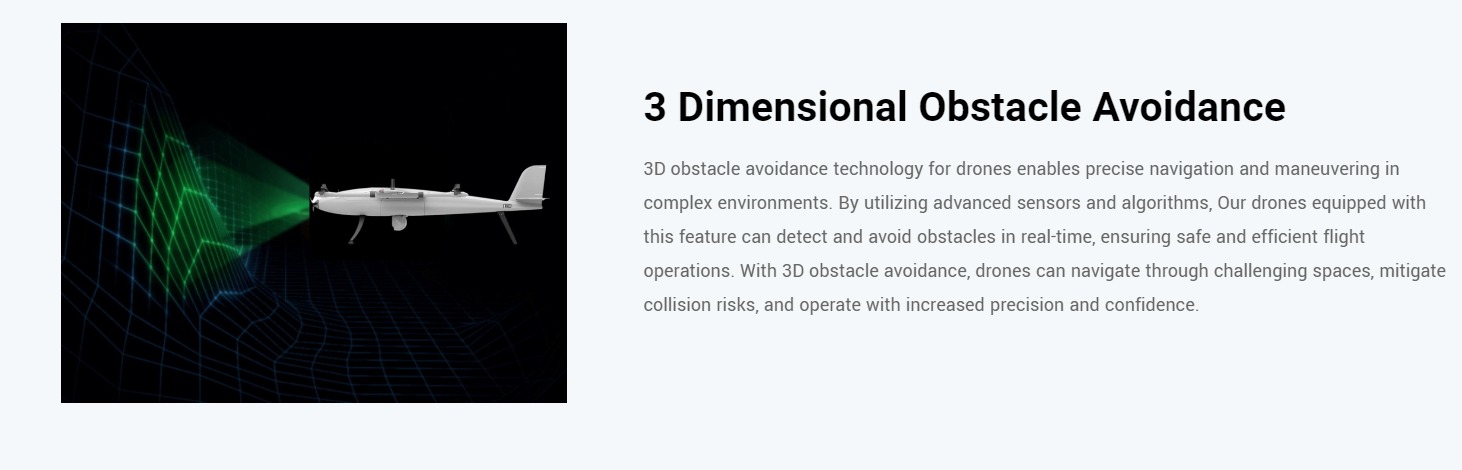 3 Dimensional Obstacle Avoidance
3D obstacle avoidance technology for drones enables precise navigation and maneuvering in
complex environments. By utilizing advanced sensors and algorithms, Our drones equipped with
this feature can detect and avoid obstacles in real-time, ensuring safe and efficient flight
operations. With 3D obstacle avoidance, drones can navigate through challenging spaces, mitigate
collision risks, and operate with increased precision and confidence.